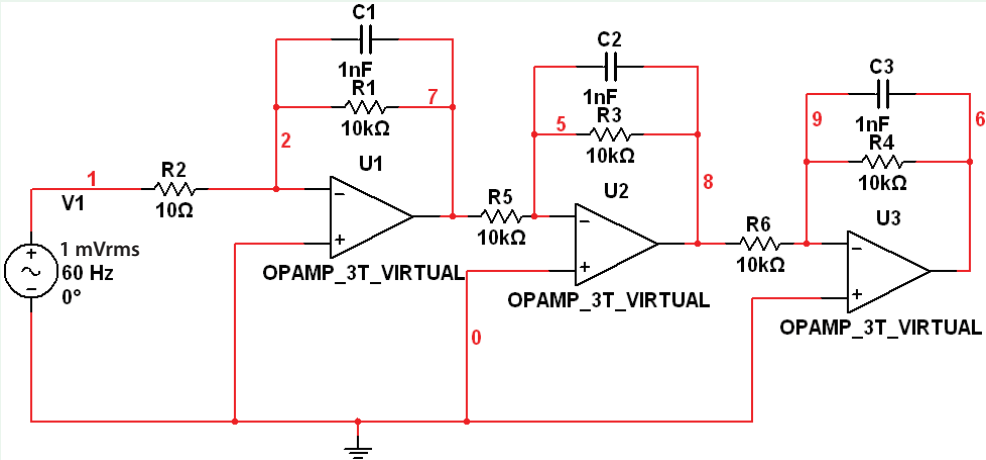 C1
1nF
R1
7
10kΩ
2
U1
1
R2
V1
10Ω
1 mVrms
60 Hz
0°
OPAMP_3T_VIRTUAL
C2
1nF
5
R3
10kΩ
U2
8
R5
10kΩ
OPAMP_3T_VIRTUAL
0
C3
9
6
1nF
R4
10kΩ
U3
R6
10kΩ
OPAMP_3T_VIRTUAL